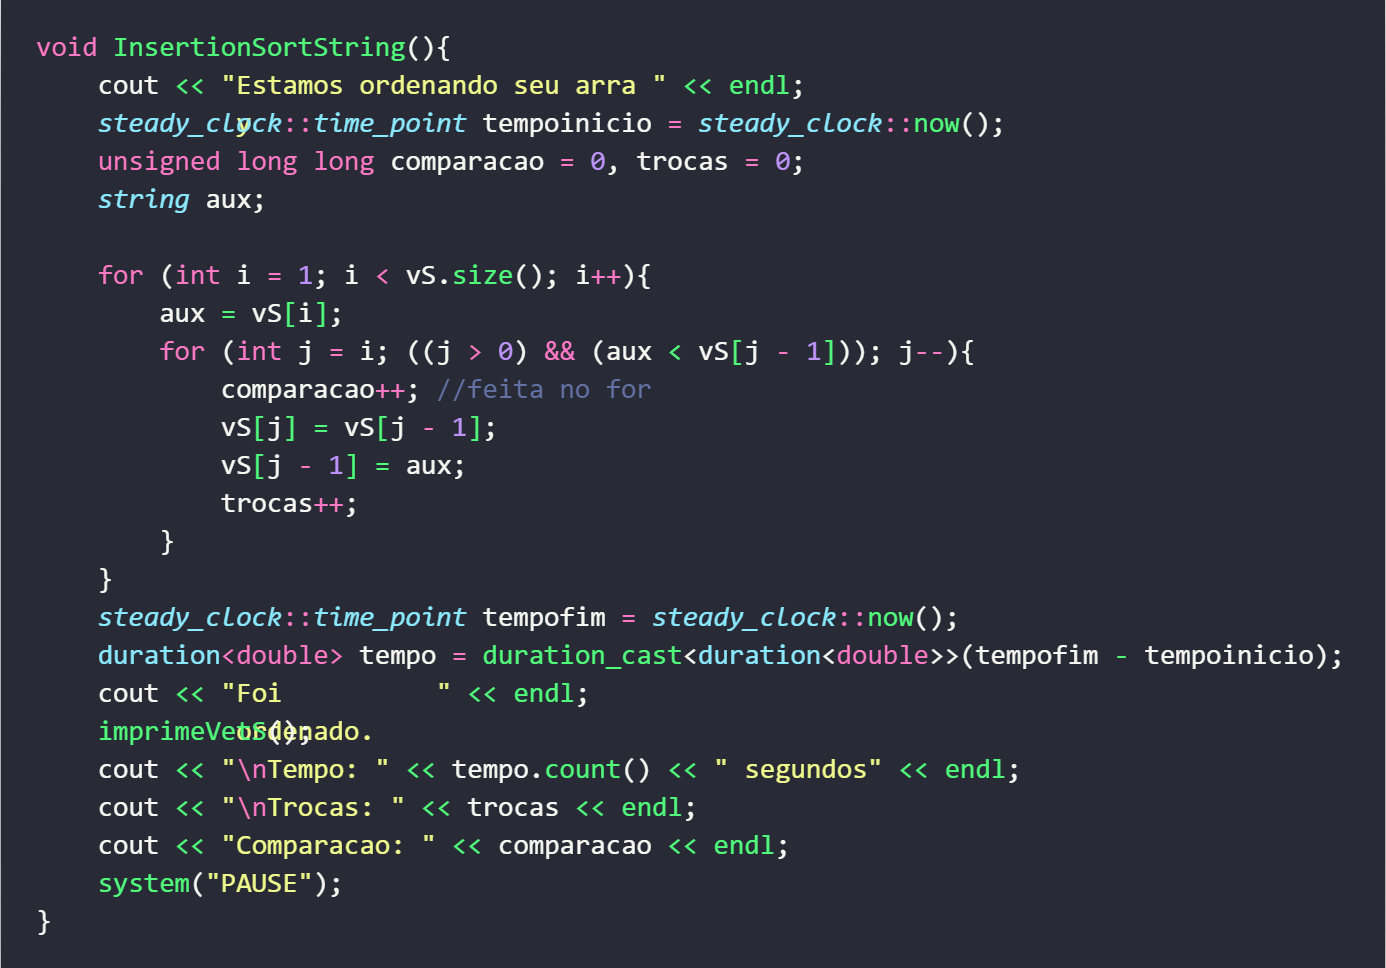 void InsertionSortString(){
    cout << "Estamos ordenando seu array" << endl;
    steady_clock::time_point tempoinicio = steady_clock::now();
    unsigned long long comparacao = 0, trocas = 0;
    string aux;

    for (int i = 1; i < vS.size(); i++){
        aux = vS[i];
        for (int j = i; ((j > 0) && (aux < vS[j - 1])); j--){
            comparacao++; //feita no for
            vS[j] = vS[j - 1];
            vS[j - 1] = aux;
            trocas++;
        }
    }
    steady_clock::time_point tempofim = steady_clock::now();
    duration<double> tempo = duration_cast<duration<double>>(tempofim - tempoinicio);
    cout << "Foi ordenado." << endl;
    imprimeVetS();
    cout << "\nTempo: " << tempo.count() << " segundos" << endl;
    cout << "\nTrocas: " << trocas << endl;
    cout << "Comparacao: " << comparacao << endl;
    system("PAUSE");
}